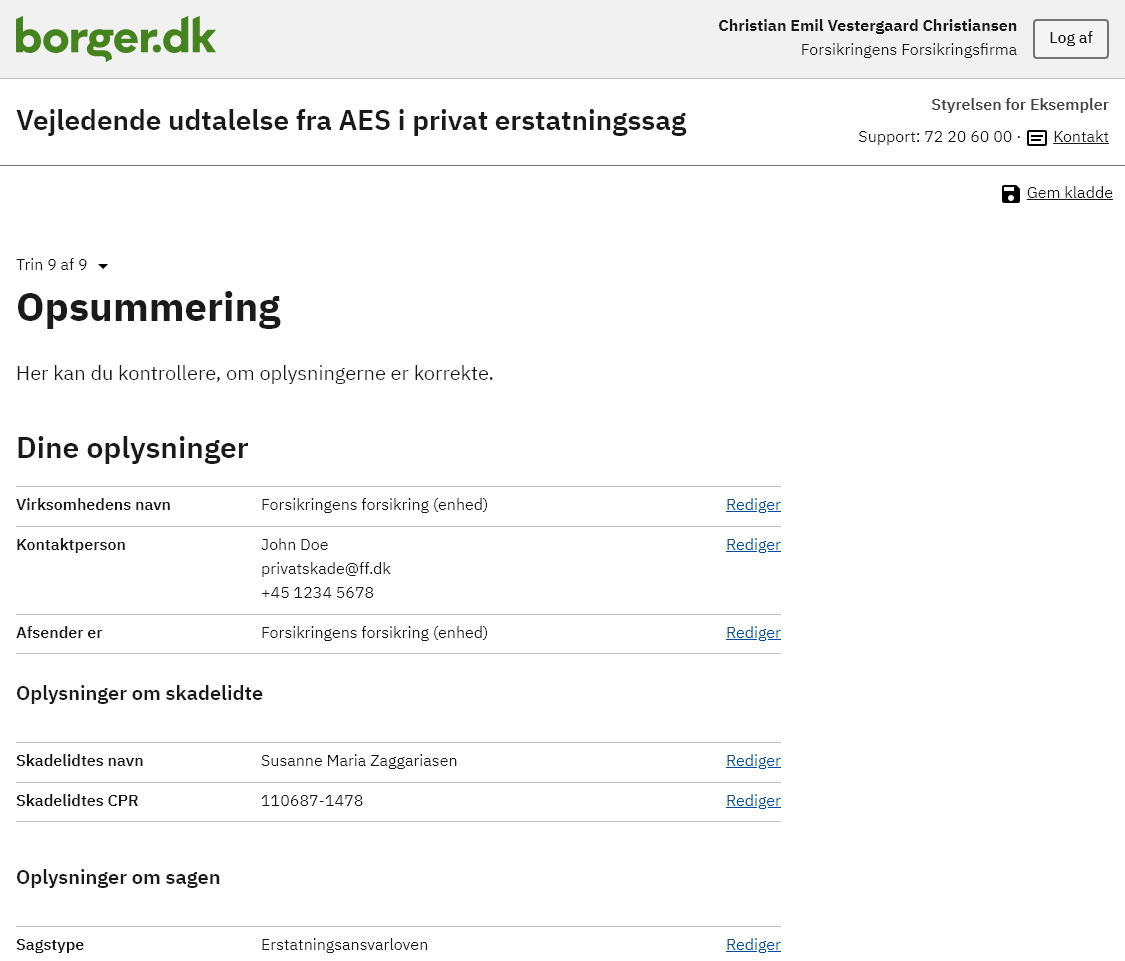 borger.dk
Christian Emil Vestergaard Christiansen
Forsikringens Forsikringsfirma
Log af
Vejledende udtalelse fra AES i privat erstatningssag
Styrelsen for Eksempler
Support: 72 20 60 00 · Kontakt
Gem kladde
Trin 9 af 9
Opsummering
Her kan du kontrollere, om oplysningerne er korrekte.
Dine oplysninger
Virksomhedens navn Forsikringens forsikring (enhed) Rediger
Kontaktperson John Doe Rediger
privatskade@ff.dk
+45 1234 5678
Afsender er Forsikringens forsikring (enhed) Rediger
Oplysninger om skadelidte
Skadelidtes navn Susanne Maria Zaggariasen Rediger
Skadelidtes CPR 110687-1478 Rediger
Oplysninger om sagen
Sagstype Erstatningsansvarloven Rediger